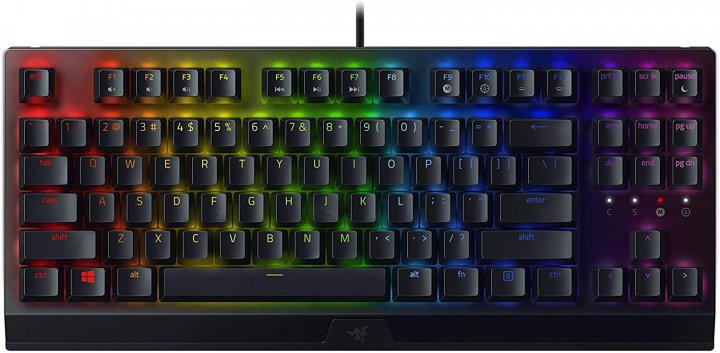 esc F1 F2 F3 F4 F5 F6 F7 F8 F9 F10 F11 F12 prt s scr lk pause
` 1 ! 2 @ 3 # 4 $ 5 % 6 ^ 7 & 8 * 9 ( 0 ) - _ = + ← ins home pg up
tab Q W E R T Y U I O P [ { ] } \ | del end pg dn
caps A S D F G H J K L ; : ' " enter
C S M G
shift Z X C V B N M , < . > / ? shift ^
ctrl alt — alt fn ctrl < v >